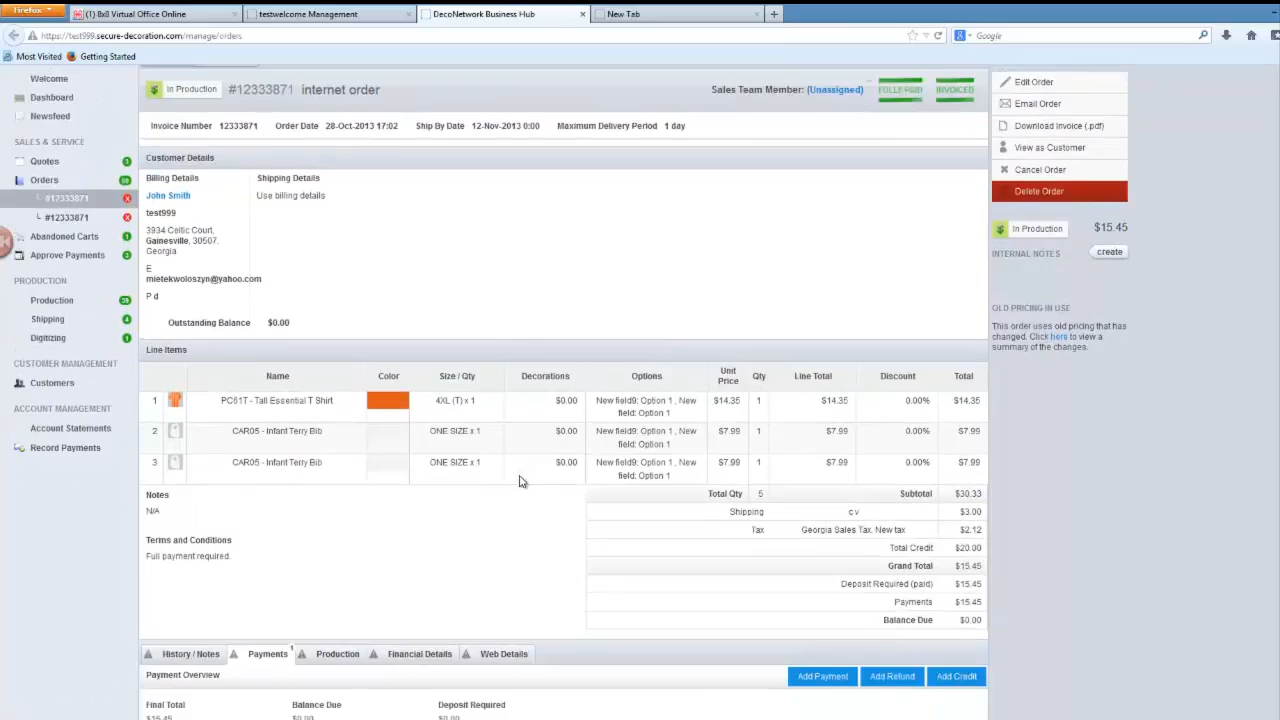 Firefox
(1) 8x8 Virtual Office Online
testwelcome Management
DecoNetwork Business Hub
New Tab
https://test999.secure-decoration.com/manage/orders
Google
Most Visited
Getting Started
Welcome
Dashboard
Newsfeed
SALES & SERVICE
Quotes
Orders
#12333871
#12333871
Abandoned Carts
Approve Payments
PRODUCTION
Production
Shipping 4
Digitizing
CUSTOMER MANAGEMENT
Customers
ACCOUNT MANAGEMENT
Account Statements
Record Payments
In Production #12333871 internet order
Sales Team Member: (Unassigned) FULLY PAID INVOICED
Invoice Number 12333871 Order Date 28-Oct-2013 17:02 Ship By Date 12-Nov-2013 0:00 Maximum Delivery Period 1 day
Customer Details
Billing Details Shipping Details
John Smith Use billing details
test999
3934 Celtic Court,
Gainesville, 30507,
Georgia
E
mietekwoloszyn@yahoo.com
P d
Outstanding Balance $0.00
Line Items
Name Color Size / Qty Decorations Options Unit Price Qty Line Total Discount Total
1 PC61T - Tall Essential T Shirt 4XL (T) x 1 $0.00 New field9: Option 1 , New $14.35 1 $14.35 0.00% $14.35
field: Option 1
2 CAR05 - Infant Terry Bib ONE SIZE x 1 $0.00 New field9: Option 1 , New $7.99 1 $7.99 0.00% $7.99
field: Option 1
3 CAR05 - Infant Terry Bib ONE SIZE x 1 $0.00 New field9: Option 1 , New $7.99 1 $7.99 0.00% $7.99
field: Option 1
Notes
N/A
Terms and Conditions
Full payment required.
Total Qty 5 Subtotal $30.33
Shipping c v $3.00
Tax Georgia Sales Tax, New tax $2.12
Total Credit $20.00
Grand Total $15.45
Deposit Required (paid) $15.45
Payments $15.45
Balance Due $0.00
History / Notes Payments 1 Production Financial Details Web Details
Payment Overview Add Payment Add Refund Add Credit
Final Total Balance Due Deposit Required
$15.45 $0.00 $0.00
Edit Order
Email Order
Download Invoice (.pdf)
View as Customer
Cancel Order
Delete Order
In Production $15.45
INTERNAL NOTES create
OLD PRICING IN USE
This order uses old pricing that has
changed. Click here to view a
summary of the changes.